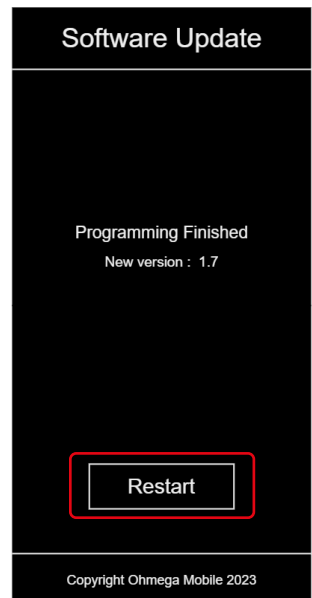 Software Update
Programming Finished
New version : 1.7
Restart
Copyright Ohmega Mobile 2023